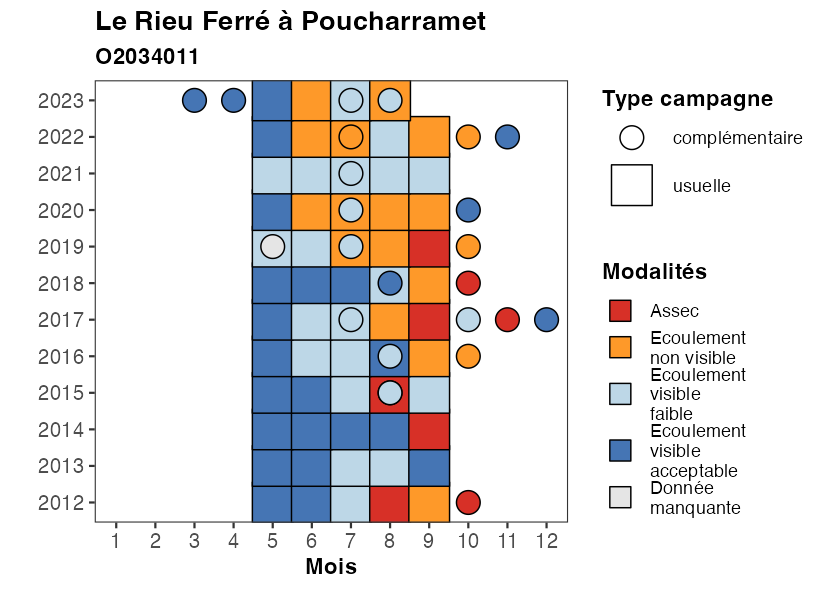 Le Rieu Ferré à Poucharramet
O2034011
2023
2022
2021
2020
2019
2018
2017
2016
2015
2014
2013
2012
1 2 3 4 5 6 7 8 9 10 11 12
Mois
Type campagne
complémentaire
usuelle
Modalités
Assec
Ecoulement
non visible
Ecoulement
visible
faible
Ecoulement
visible
acceptable
Donnée
manquante